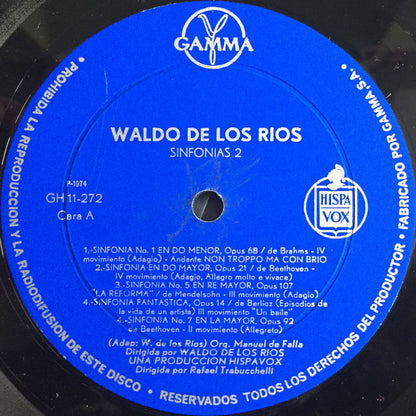 GAMMA
WALDO DE LOS RIOS
SINFONIAS 2
P-1974
GH 11-272
Cara A
HISPA
VOX
1.-SINFONIA No. 1 EN DO MENOR, Opus 68 / de Brahms - IV
movimiento (Adagio) - Andante NON TROPPO MA CON BRIO
2.-SINFONIA EN DO MAYOR, Opus 21 / de Beethoven -
IV movimiento (Adagio, Allegro molto e vivace)
3.-SINFONIA No. 5 EN RE MAYOR, Opus 107
"LA REFORMA" / de Mendelsohn - III movimiento (Adagio)
4.-SINFONIA FANTASTICA, Opus 14 / de Berlioz (Episodios de
la vida de un artista) III movimiento "Un baile"
4.-SINFONIA No. 7 EN LA MAYOR, Opus 92
de Beethoven - II movimiento (Allegreto)
(Adap: W. de los Rios) Orq. Manuel de Falla
Dirigida por WALDO DE LOS RIOS
UNA PRODUCCION HISPAVOX
Dirigida por Rafael Trabucchelli
• PROHIBIDA LA REPRODUCCION Y LA RADIODIFUSION DE ESTE DISCO • RESERVADOS TODOS LOS DERECHOS DEL PRODUCTOR • FABRICADO POR GAMMA, S.A. •